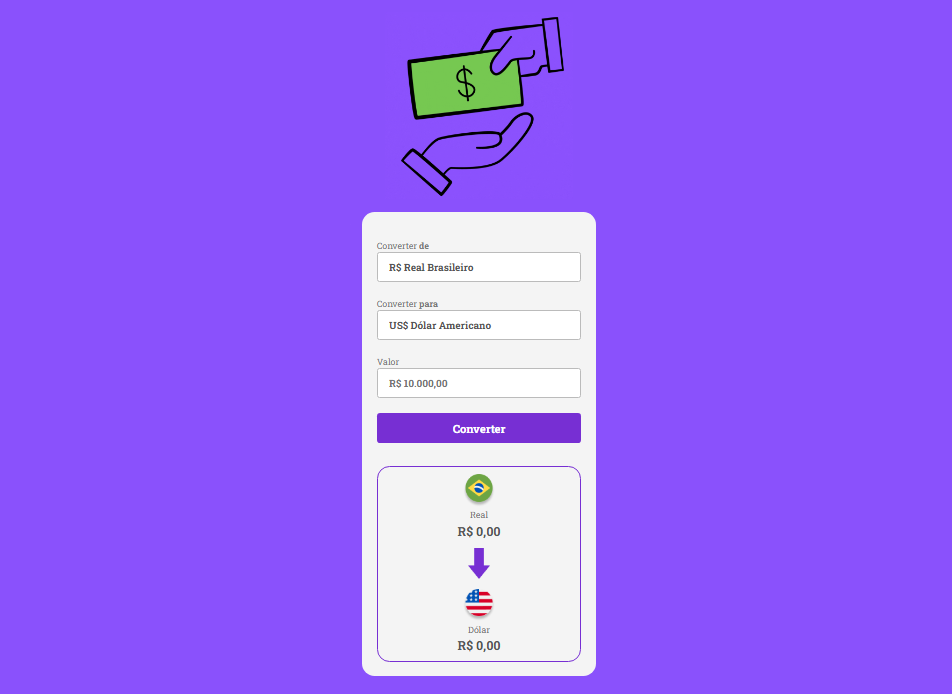 $
Converter de
R$ Real Brasileiro
Converter para
US$ Dólar Americano
Valor
R$ 10.000,00
Converter
Real
R$ 0,00
Dólar
R$ 0,00